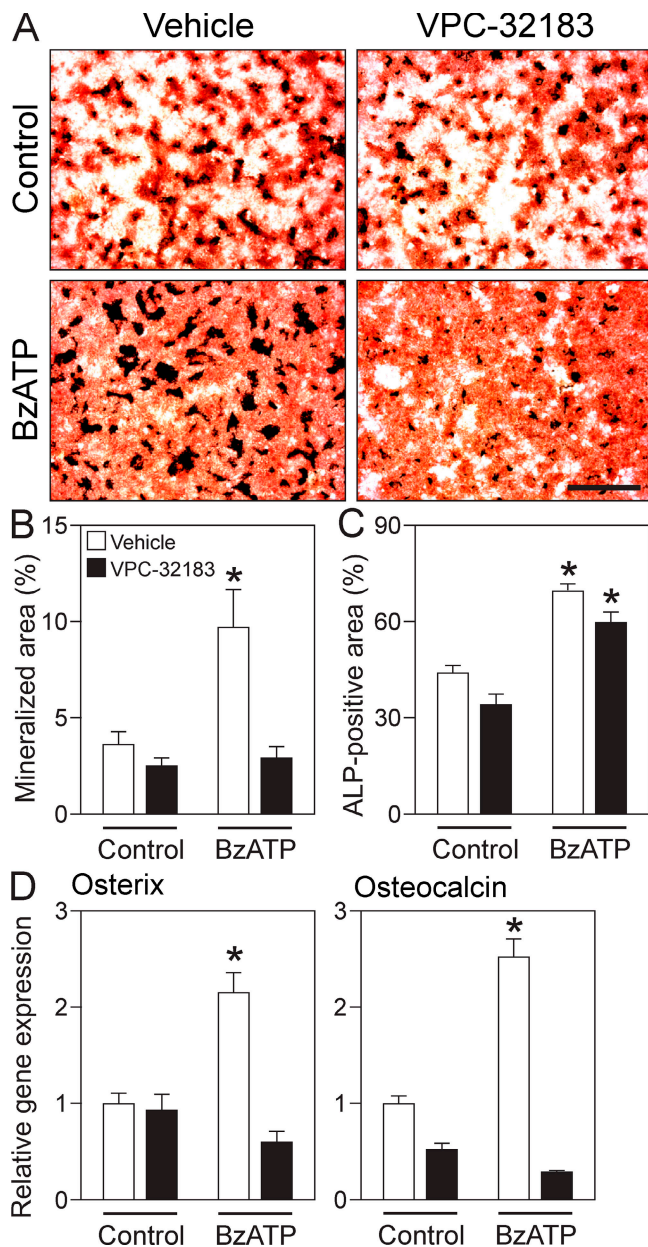 A
Vehicle
VPC-32183
Control
BzATP
B
Mineralized area (%)
15
10
5
0
Vehicle
VPC-32183
*
Control
BzATP
C
ALP-positive area (%)
90
60
30
0
*
*
Control
BzATP
D
Relative gene expression
Osterix
3
2
1
0
*
Control
BzATP
Osteocalcin
3
2
1
0
*
Control
BzATP